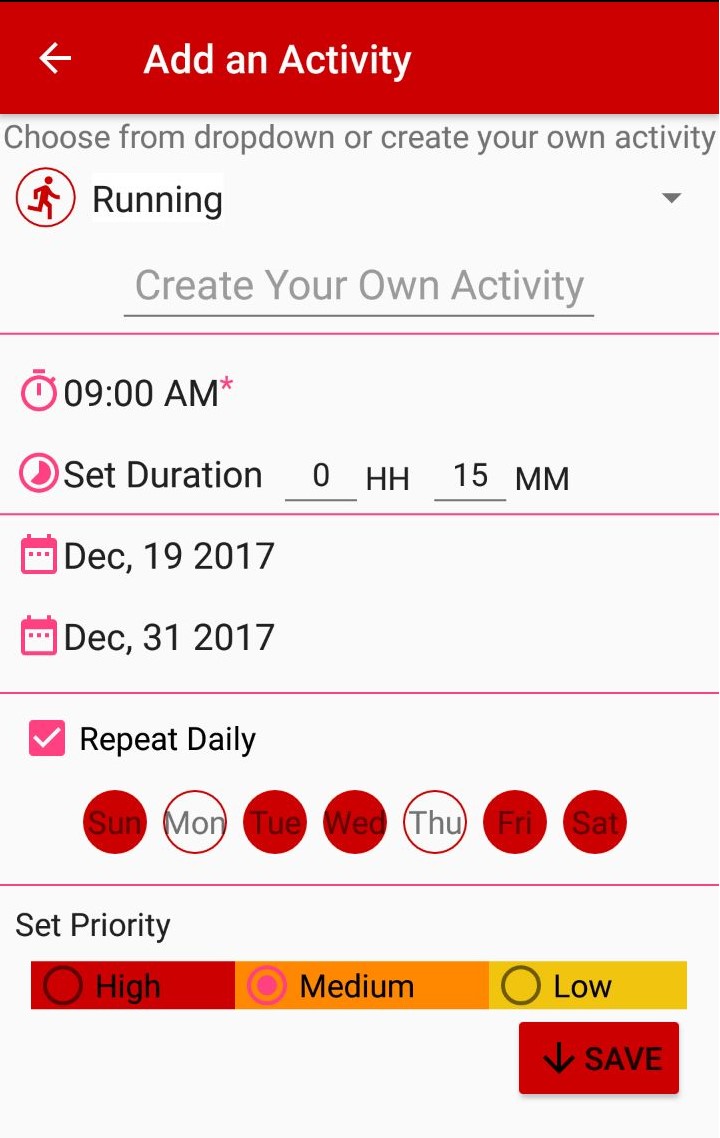 Add an Activity
Choose from dropdown or create your own activity
Running
Create Your Own Activity
09:00 AM*
Set Duration 0 HH 15 MM
Dec, 19 2017
Dec, 31 2017
Repeat Daily
Sun Mon Tue Wed Thu Fri Sat
Set Priority
High Medium Low
SAVE